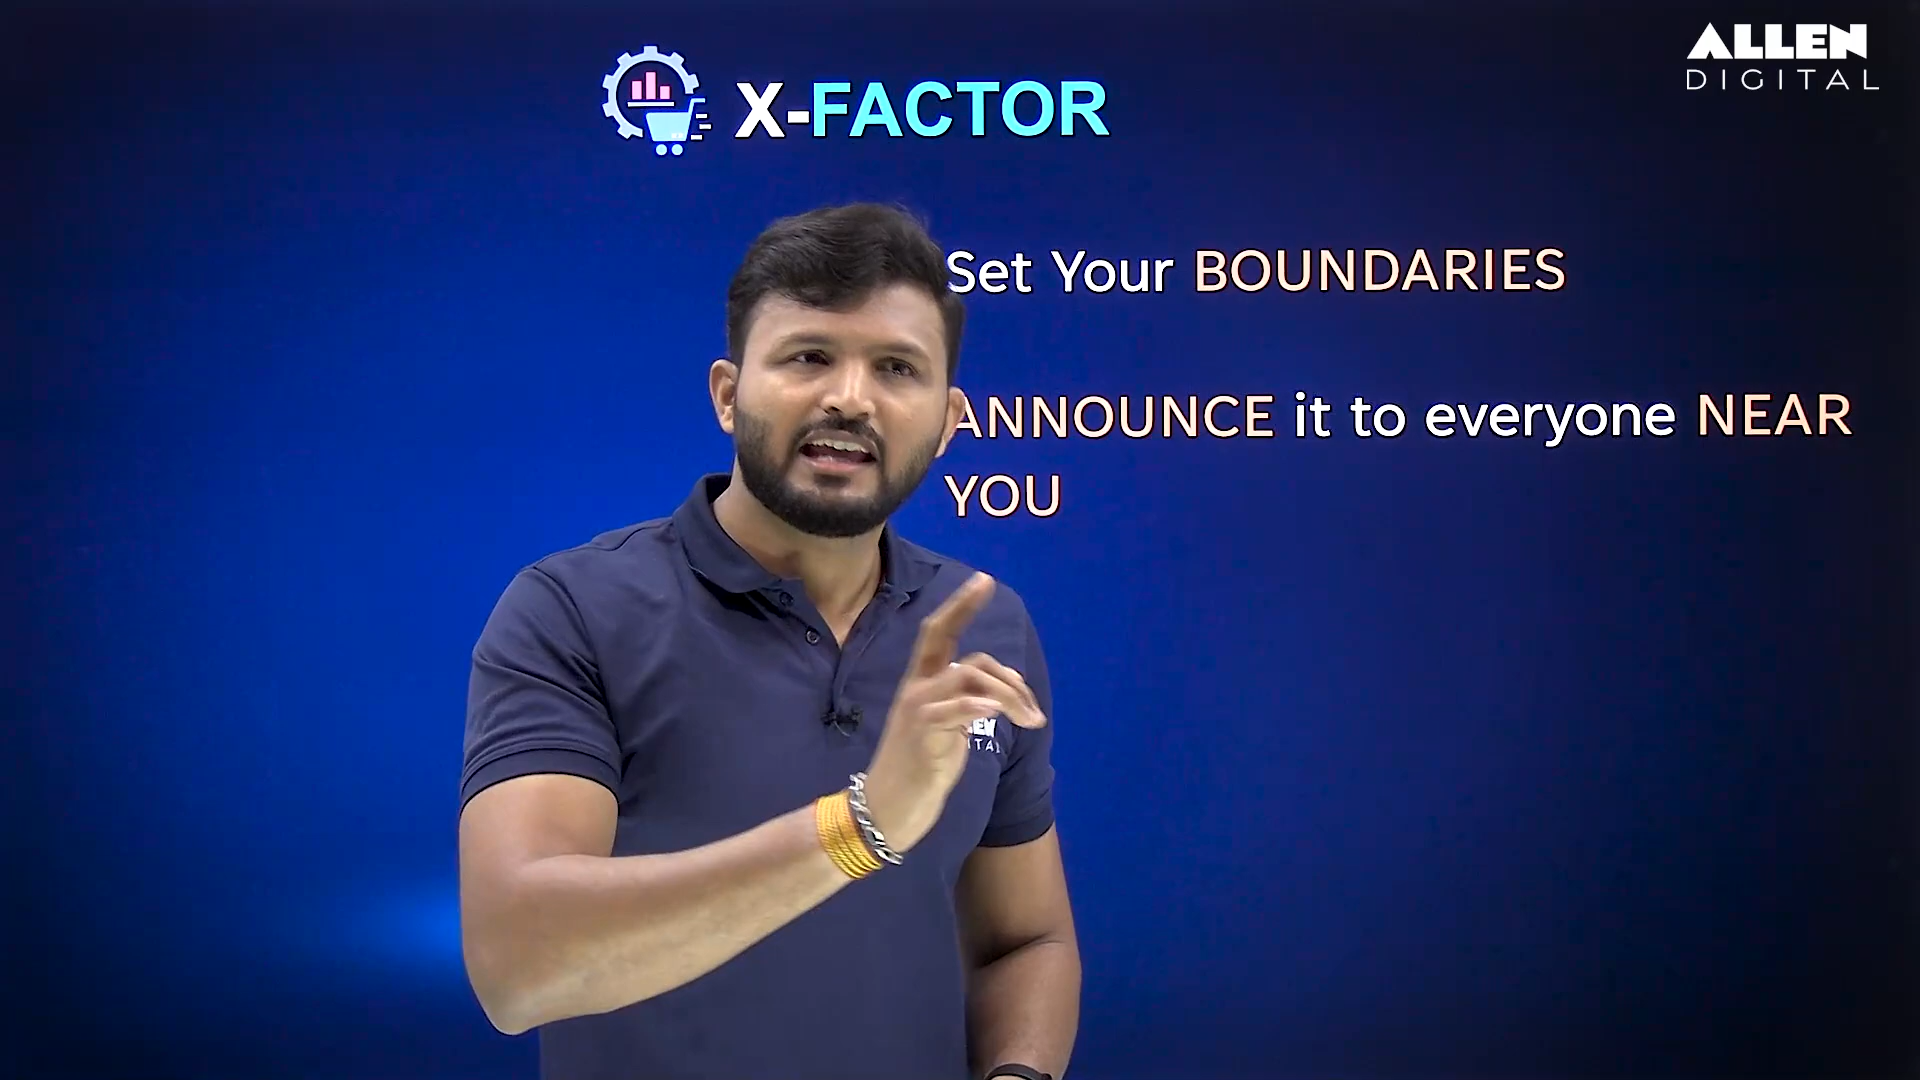 ALLEN
DIGITAL
X-FACTOR
Set Your BOUNDARIES
ANNOUNCE it to everyone NEAR
YOU